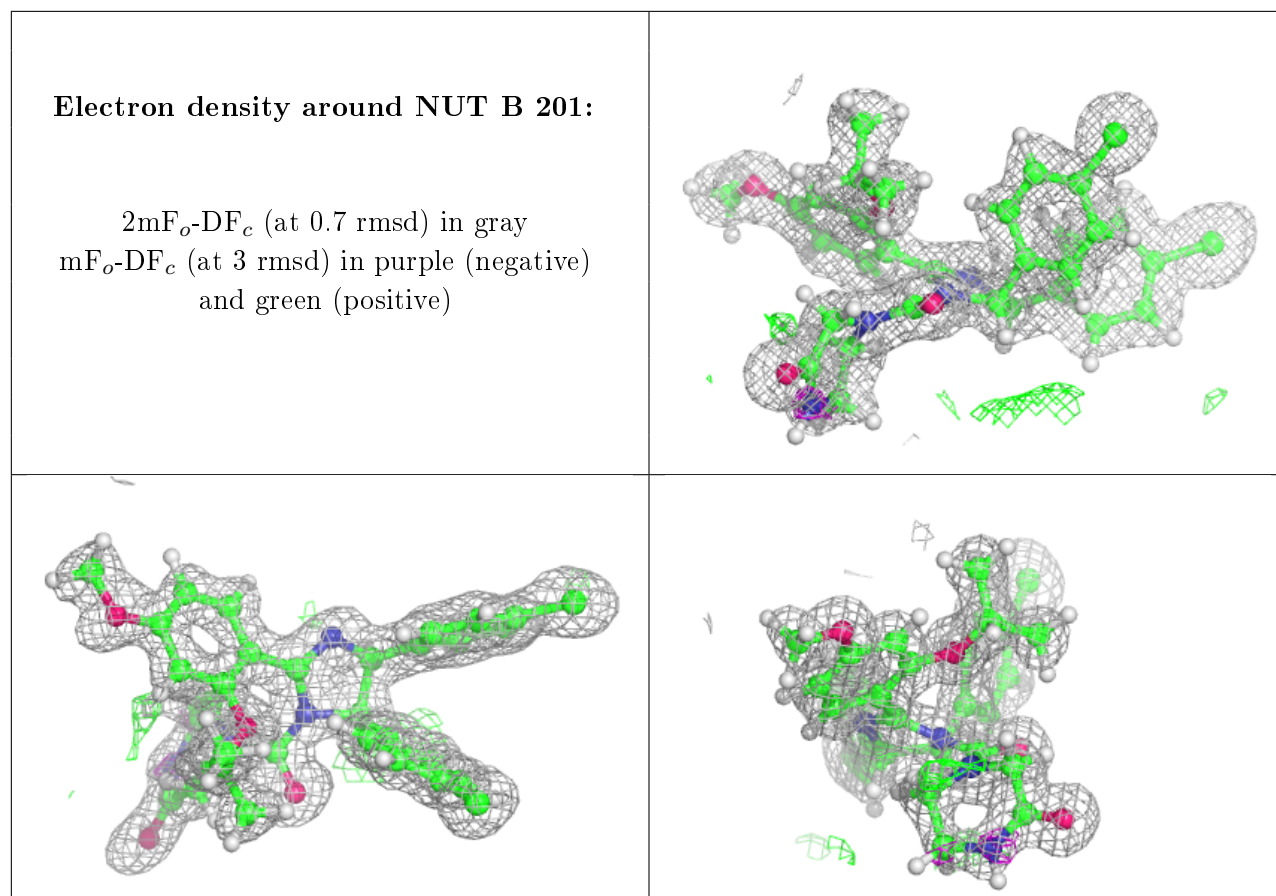 Electron density around NUT B 201:
2mFₒ-DF𝒸 (at 0.7 rmsd) in gray
mFₒ-DF𝒸 (at 3 rmsd) in purple (negative)
and green (positive)